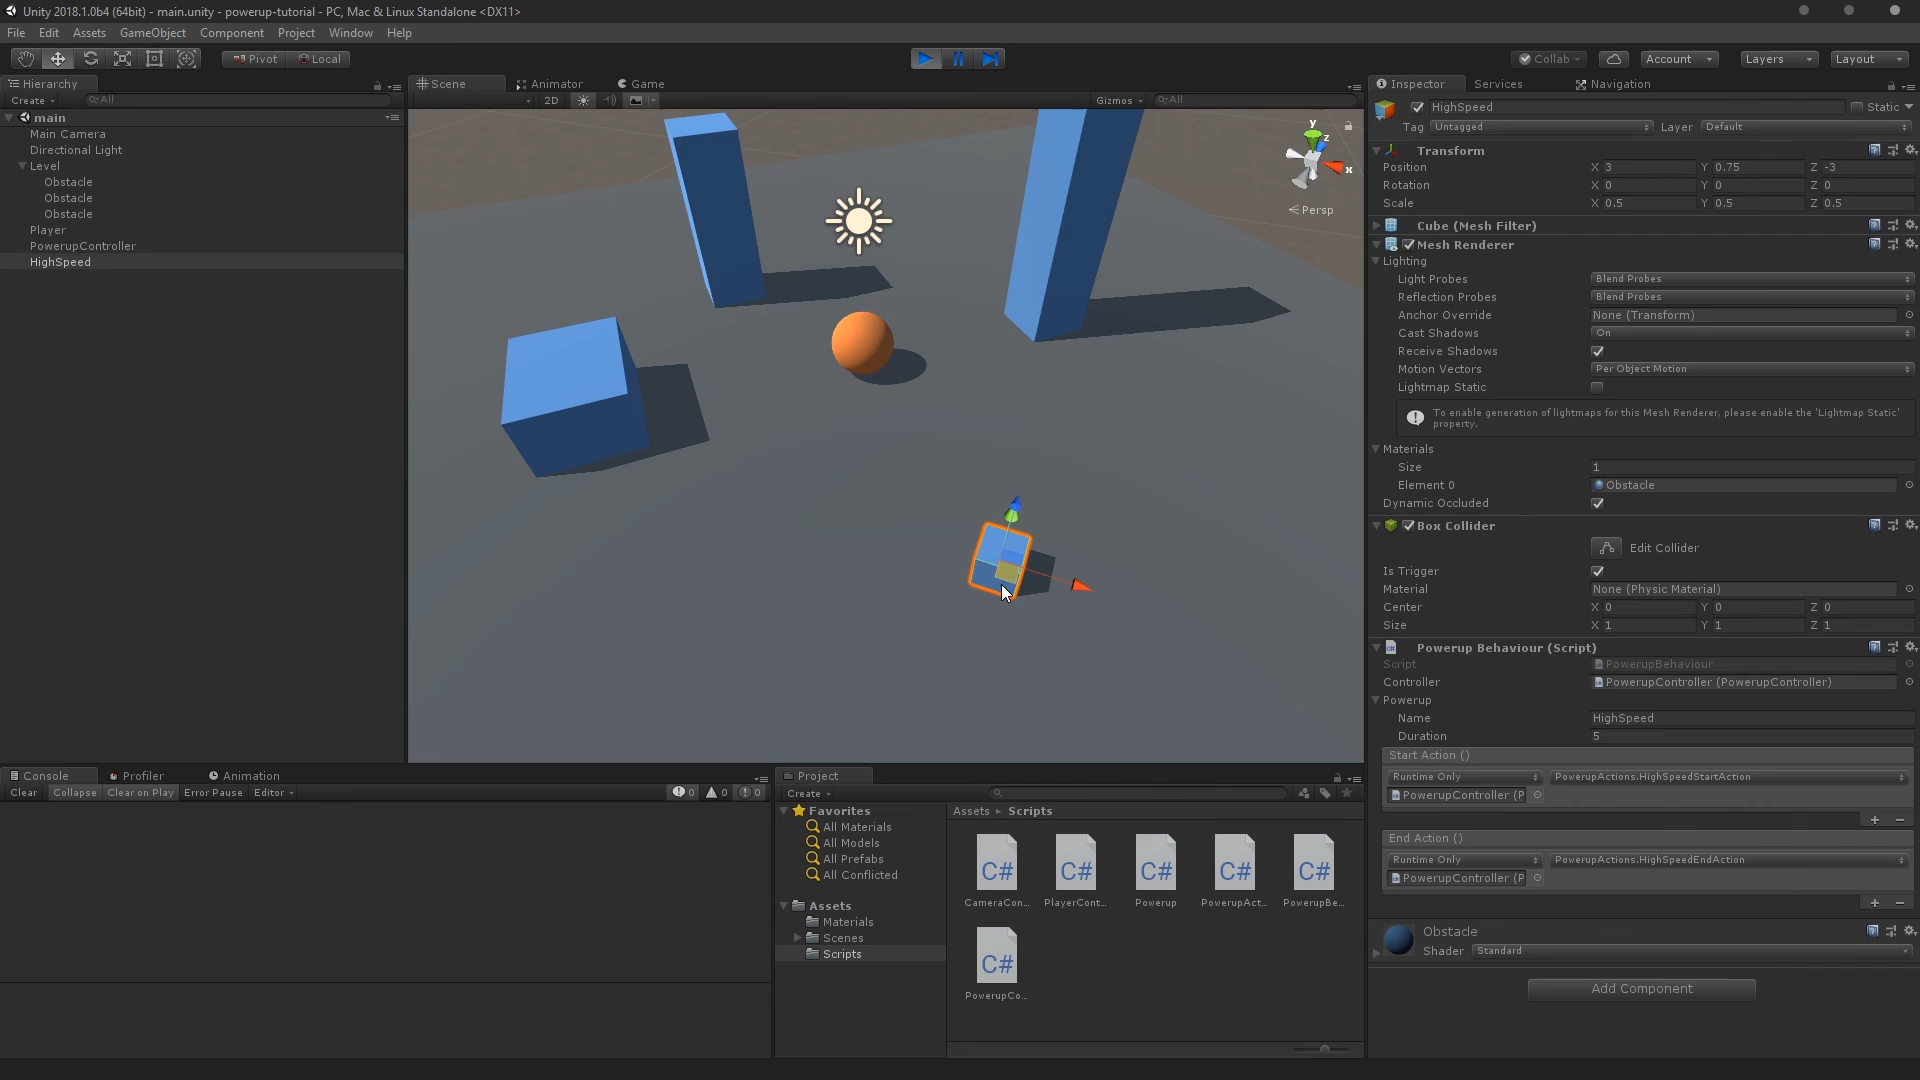 Unity 2018.1.0b4 (64bit) - main.unity - powerup-tutorial - PC, Mac & Linux Standalone <DX11>
File Edit Assets GameObject Component Project Window Help
Pivot Local Collab Account Layers Layout
Hierarchy
Create All
main
Main Camera
Directional Light
Level
Obstacle
Obstacle
Obstacle
Player
PowerupController
HighSpeed
Scene Animator Game
2D Gizmos All
y
z
x
Persp
Inspector Services Navigation
HighSpeed Static
Tag Untagged Layer Default
Transform
Position X 3 Y 0.75 Z -3
Rotation X 0 Y 0 Z 0
Scale X 0.5 Y 0.5 Z 0.5
Cube (Mesh Filter)
Mesh Renderer
Lighting
Light Probes Blend Probes
Reflection Probes Blend Probes
Anchor Override None (Transform)
Cast Shadows On
Receive Shadows
Motion Vectors Per Object Motion
Lightmap Static
To enable generation of lightmaps for this Mesh Renderer, please enable the 'Lightmap Static'
property.
Materials
Size 1
Element 0 Obstacle
Dynamic Occluded
Box Collider
Edit Collider
Is Trigger
Material None (Physic Material)
Center X 0 Y 0 Z 0
Size X 1 Y 1 Z 1
Powerup Behaviour (Script)
Script PowerupBehaviour
Controller PowerupController (PowerupController)
Powerup
Name HighSpeed
Duration 5
Start Action ()
Runtime Only PowerupActions.HighSpeedStartAction
PowerupController (P
+ −
End Action ()
Runtime Only PowerupActions.HighSpeedEndAction
PowerupController (P
+ −
Obstacle
Shader Standard
Add Component
Console Profiler Animation
Clear Collapse Clear on Play Error Pause Editor 0 0 0
Project
Create
Favorites
All Materials
All Models
All Prefabs
All Conflicted
Assets
Materials
Scenes
Scripts
Assets Scripts
C# C# C# C# C#
CameraCon... PlayerCont... Powerup PowerupAct... PowerupBe...
C#
PowerupCo...